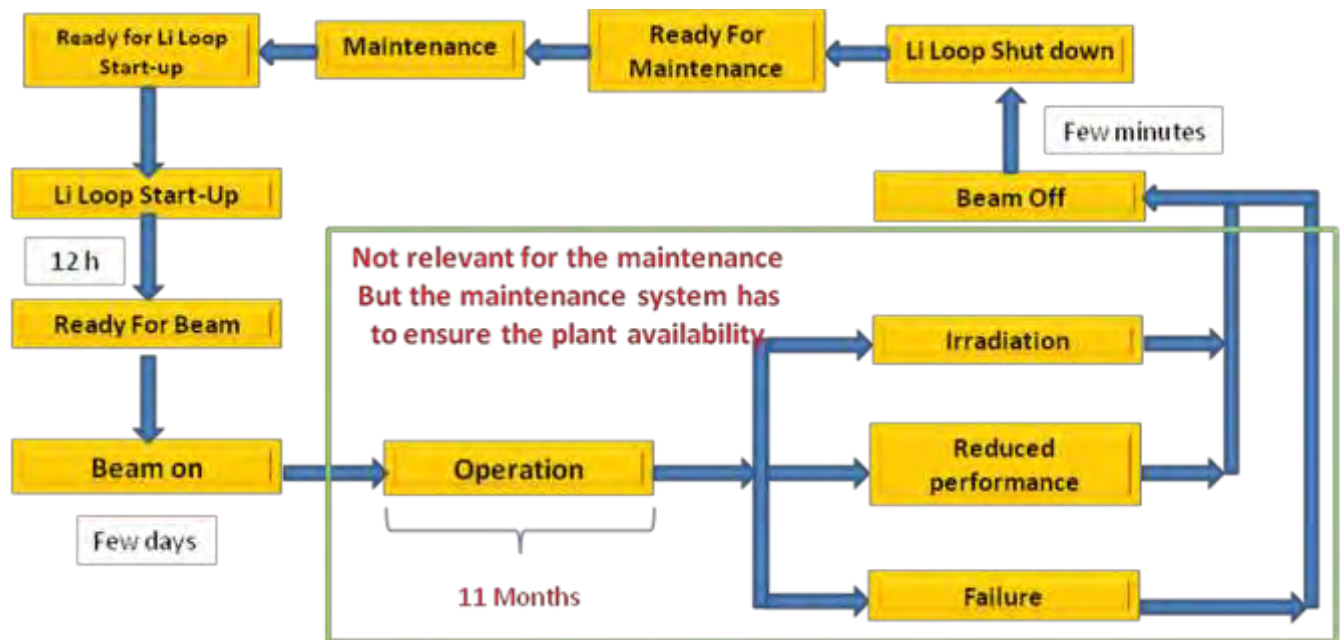 Ready for Li Loop
Start-up
Maintenance
Ready For
Maintenance
Li Loop Shut down
Few minutes
Li Loop Start-Up
Beam Off
12 h
Not relevant for the maintenance
But the maintenance system has
to ensure the plant availability
Ready For Beam
Irradiation
Beam on
Operation
Reduced
performance
Few days
11 Months
Failure